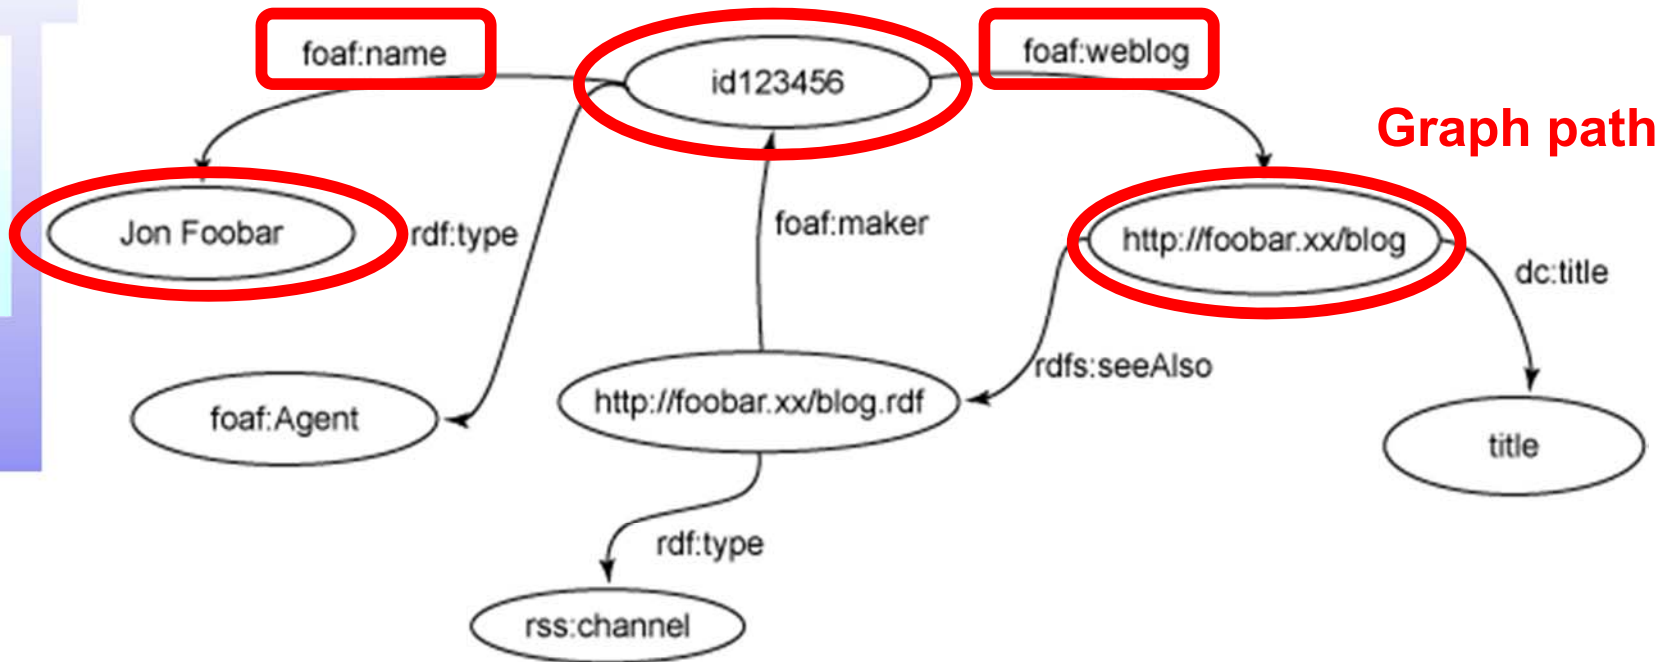 foaf:name
id123456
foaf:weblog
Graph path
Jon Foobar
rdf:type
foaf:maker
http://foobar.xx/blog
dc:title
rdfs:seeAlso
foaf:Agent
http://foobar.xx/blog.rdf
title
rdf:type
rss:channel